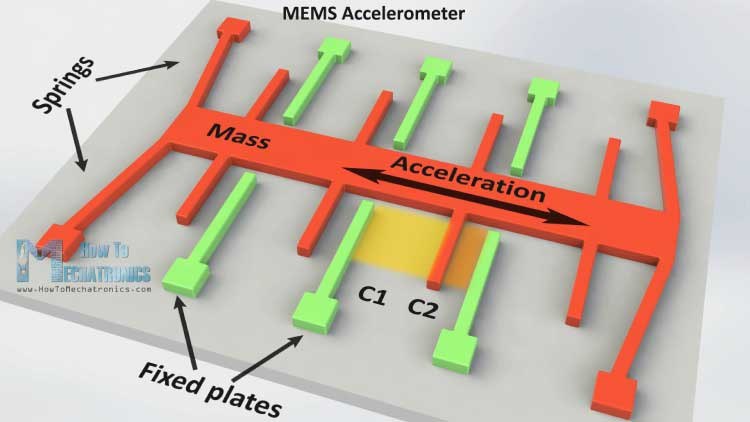 MEMS Accelerometer
Springs
Mass
Acceleration
How To
Mechatronics
www.HowToMechatronics.com
C1 C2
Fixed plates